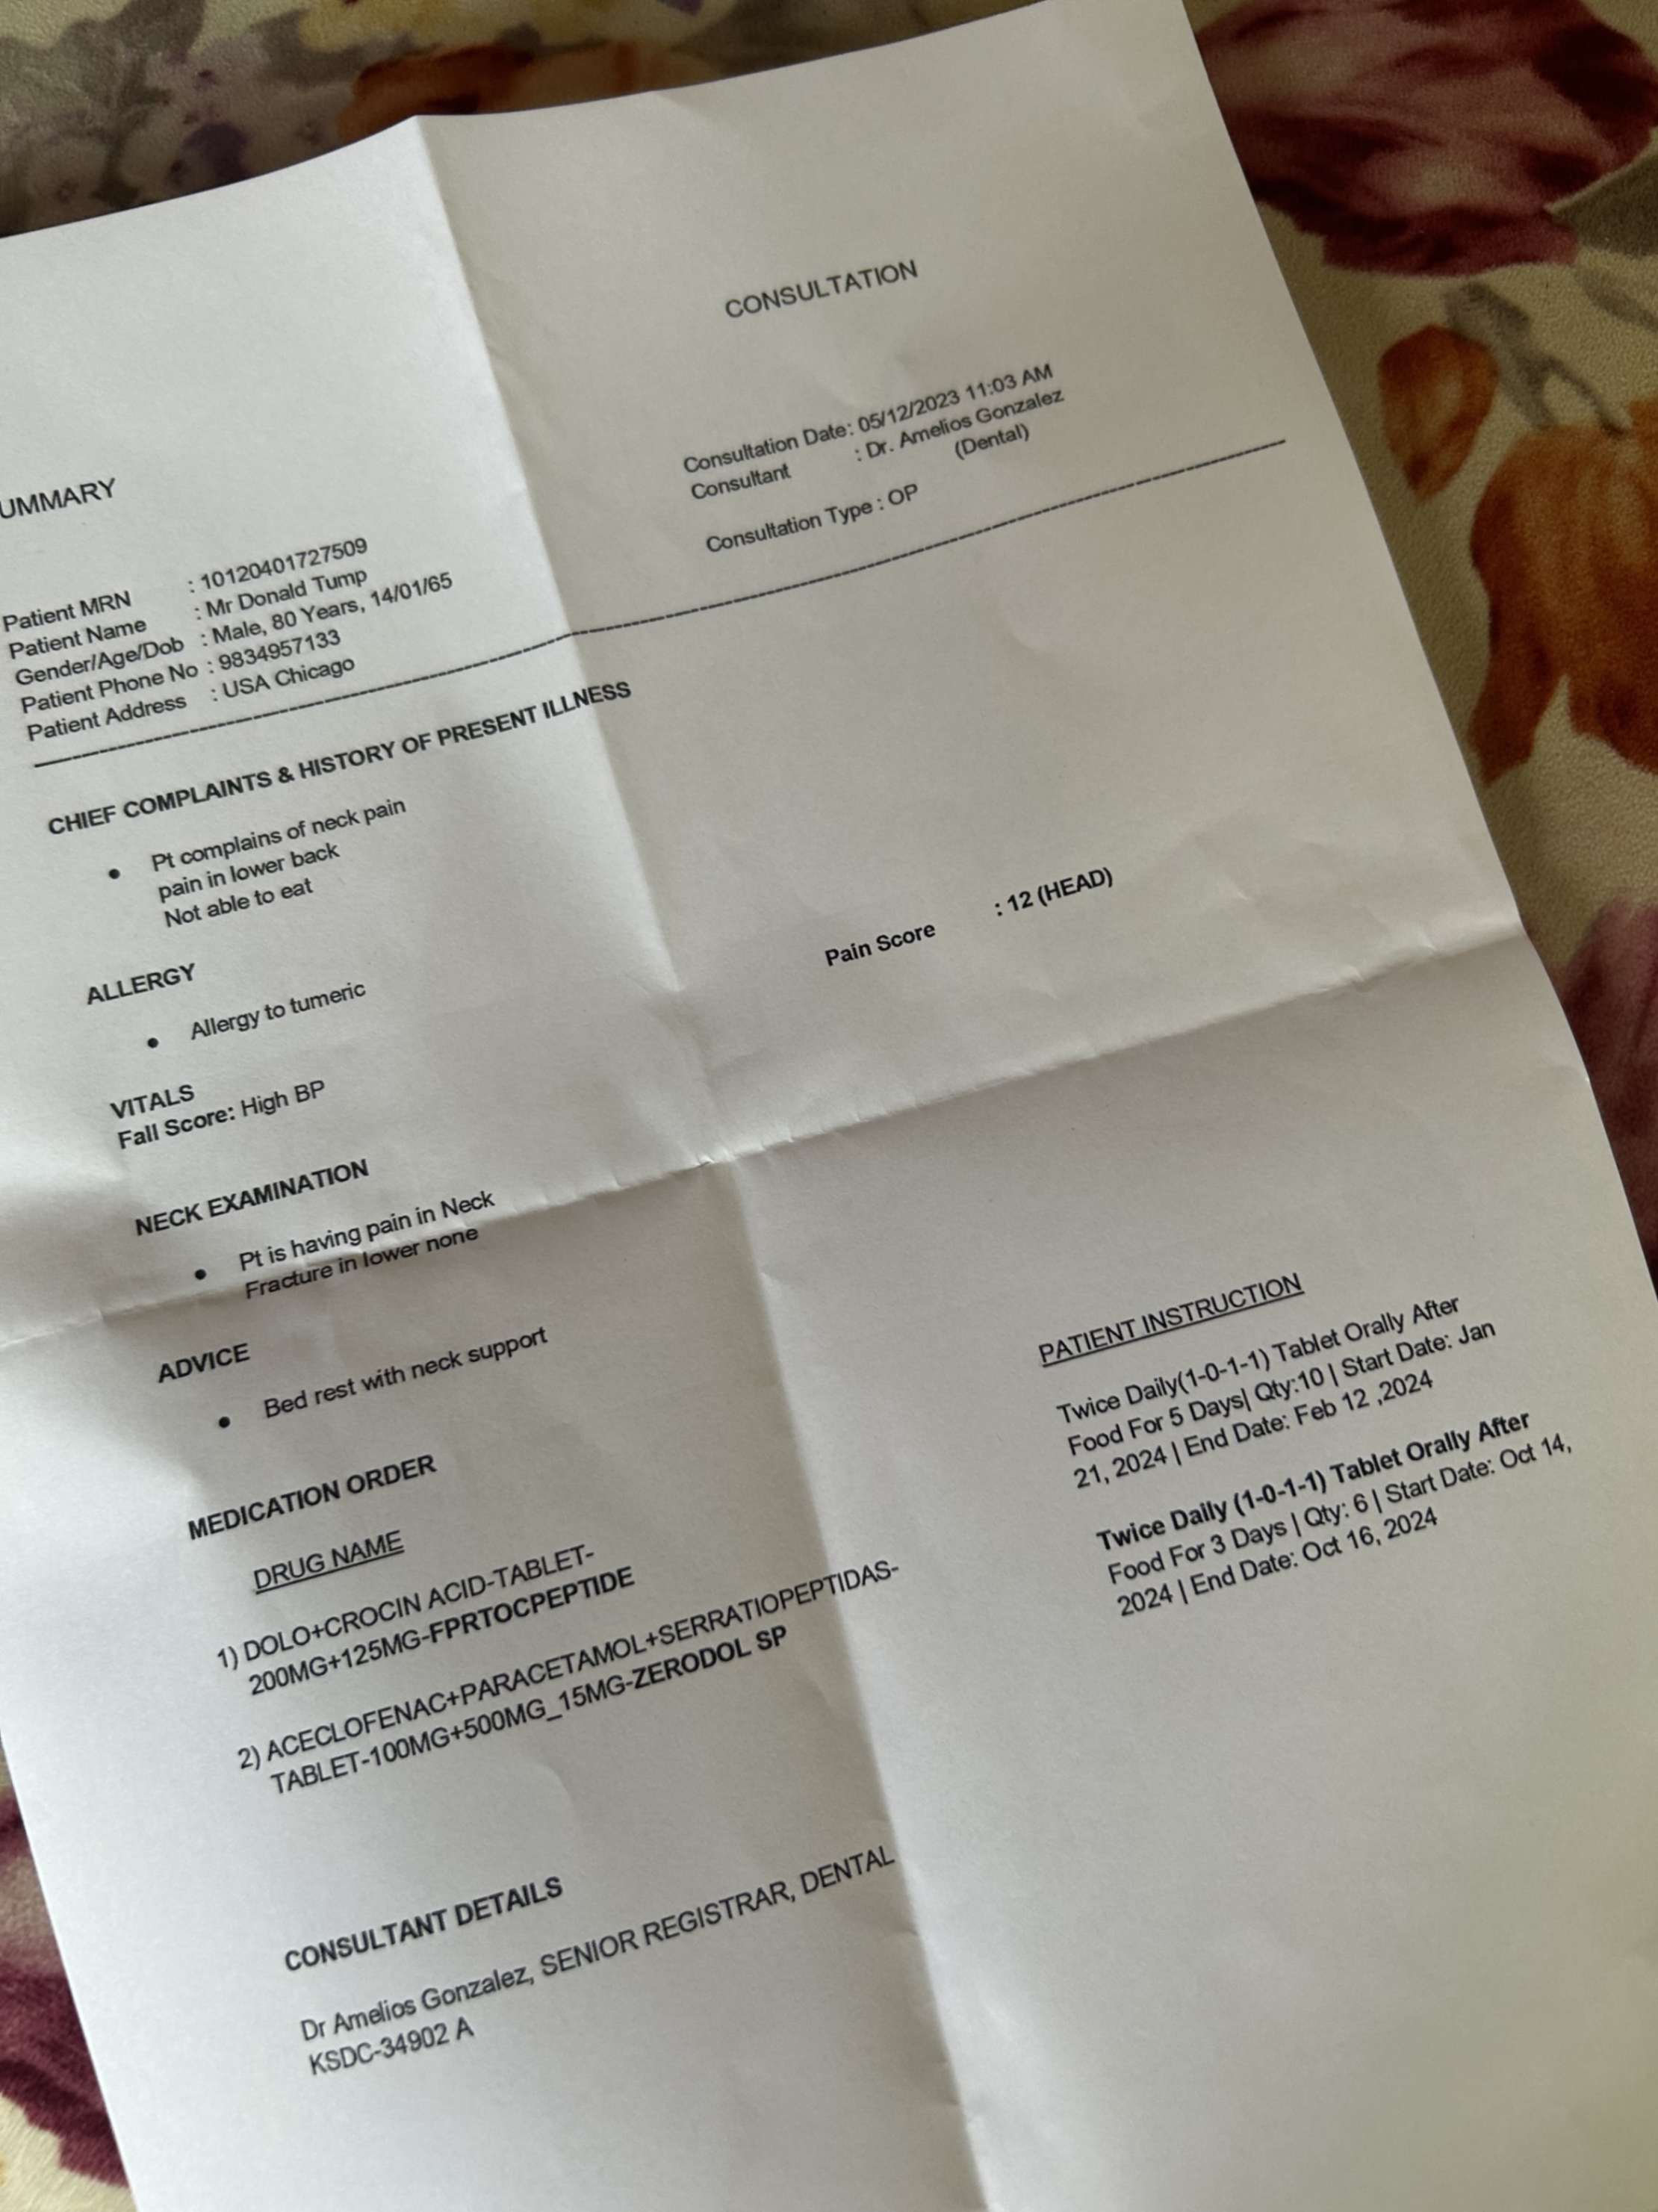 CONSULTATION
UMMARY
Patient MRN : 10120401727509
Patient Name : Mr Donald Tump
Gender/Age/Dob : Male, 80 Years, 14/01/65
Patient Phone No : 9834957133
Patient Address : USA Chicago
Consultation Date: 05/12/2023 11:03 AM
Consultant : Dr. Amelios Gonzalez
(Dental)
Consultation Type : OP
CHIEF COMPLAINTS & HISTORY OF PRESENT ILLNESS
• Pt complains of neck pain
pain in lower back
Not able to eat
Pain Score : 12 (HEAD)
ALLERGY
• Allergy to tumeric
VITALS
Fall Score: High BP
NECK EXAMINATION
• Pt is having pain in Neck
Fracture in lower none
ADVICE
• Bed rest with neck support
MEDICATION ORDER
DRUG NAME
1) DOLO+CROCIN ACID-TABLET-
200MG+125MG-FPRTOCPEPTIDE
2) ACECLOFENAC+PARACETAMOL+SERRATIOPEPTIDAS-
TABLET-100MG+500MG_15MG-ZERODOL SP
PATIENT INSTRUCTION
Twice Daily(1-0-1-1) Tablet Orally After
Food For 5 Days| Qty:10 | Start Date: Jan
21, 2024 | End Date: Feb 12 ,2024
Twice Daily (1-0-1-1) Tablet Orally After
Food For 3 Days | Qty: 6 | Start Date: Oct 14,
2024 | End Date: Oct 16, 2024
CONSULTANT DETAILS
Dr Amelios Gonzalez, SENIOR REGISTRAR, DENTAL
KSDC-34902 A